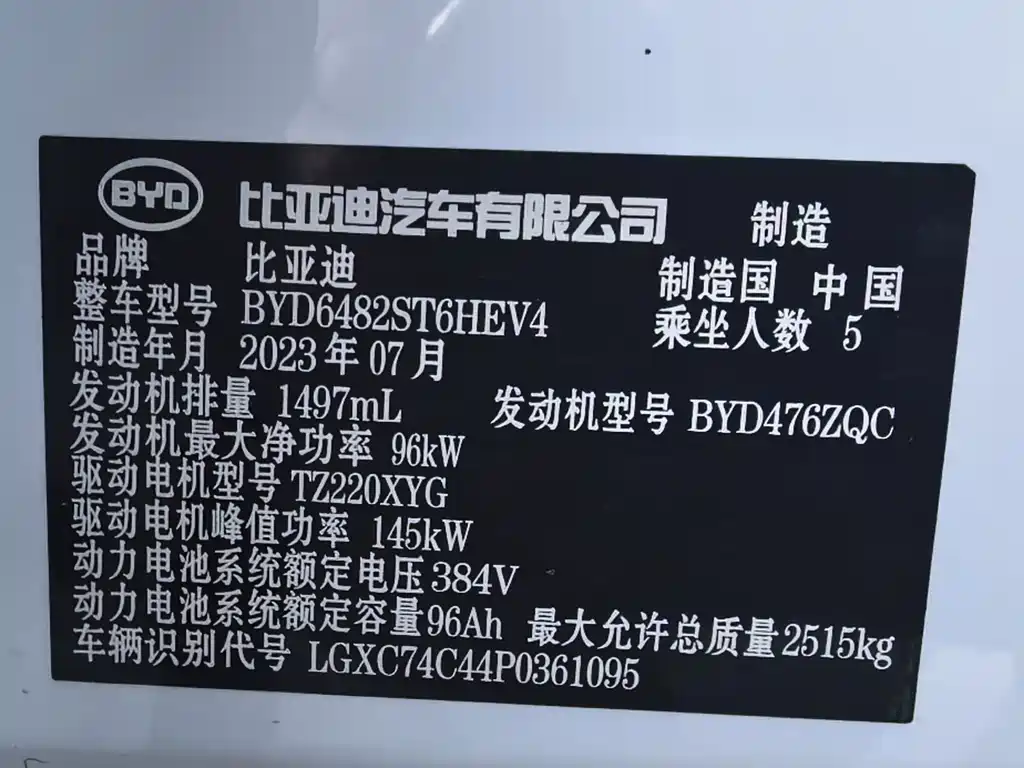 BYD 比亚迪汽车有限公司 制造
品牌 比亚迪 制造国 中国
整车型号 BYD6482ST6HEV4 乘坐人数 5
制造年月 2023年07月
发动机排量 1497mL 发动机型号 BYD476ZQC
发动机最大净功率 96kW
驱动电机型号 TZ220XYG
驱动电机峰值功率 145kW
动力电池系统额定电压 384V
动力电池系统额定容量 96Ah 最大允许总质量 2515kg
车辆识别代号 LGXC74C44P0361095